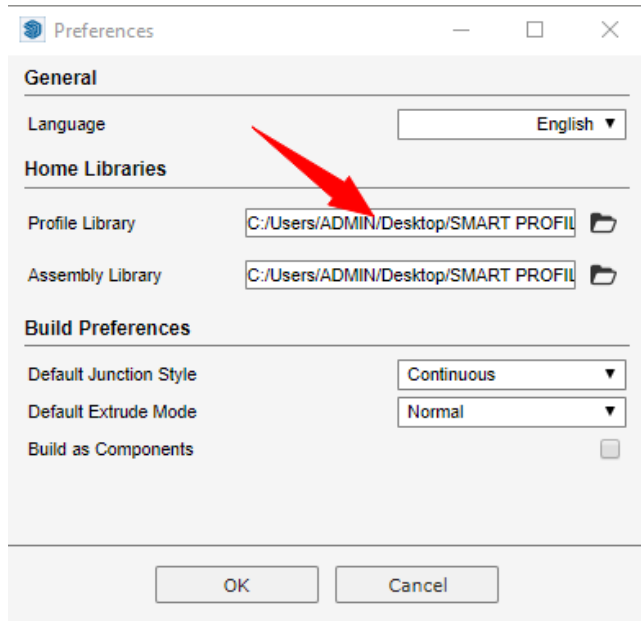 Preferences
General
Language English
Home Libraries
Profile Library C:/Users/ADMIN/Desktop/SMART PROFIL
Assembly Library C:/Users/ADMIN/Desktop/SMART PROFIL
Build Preferences
Default Junction Style Continuous
Default Extrude Mode Normal
Build as Components
OK Cancel